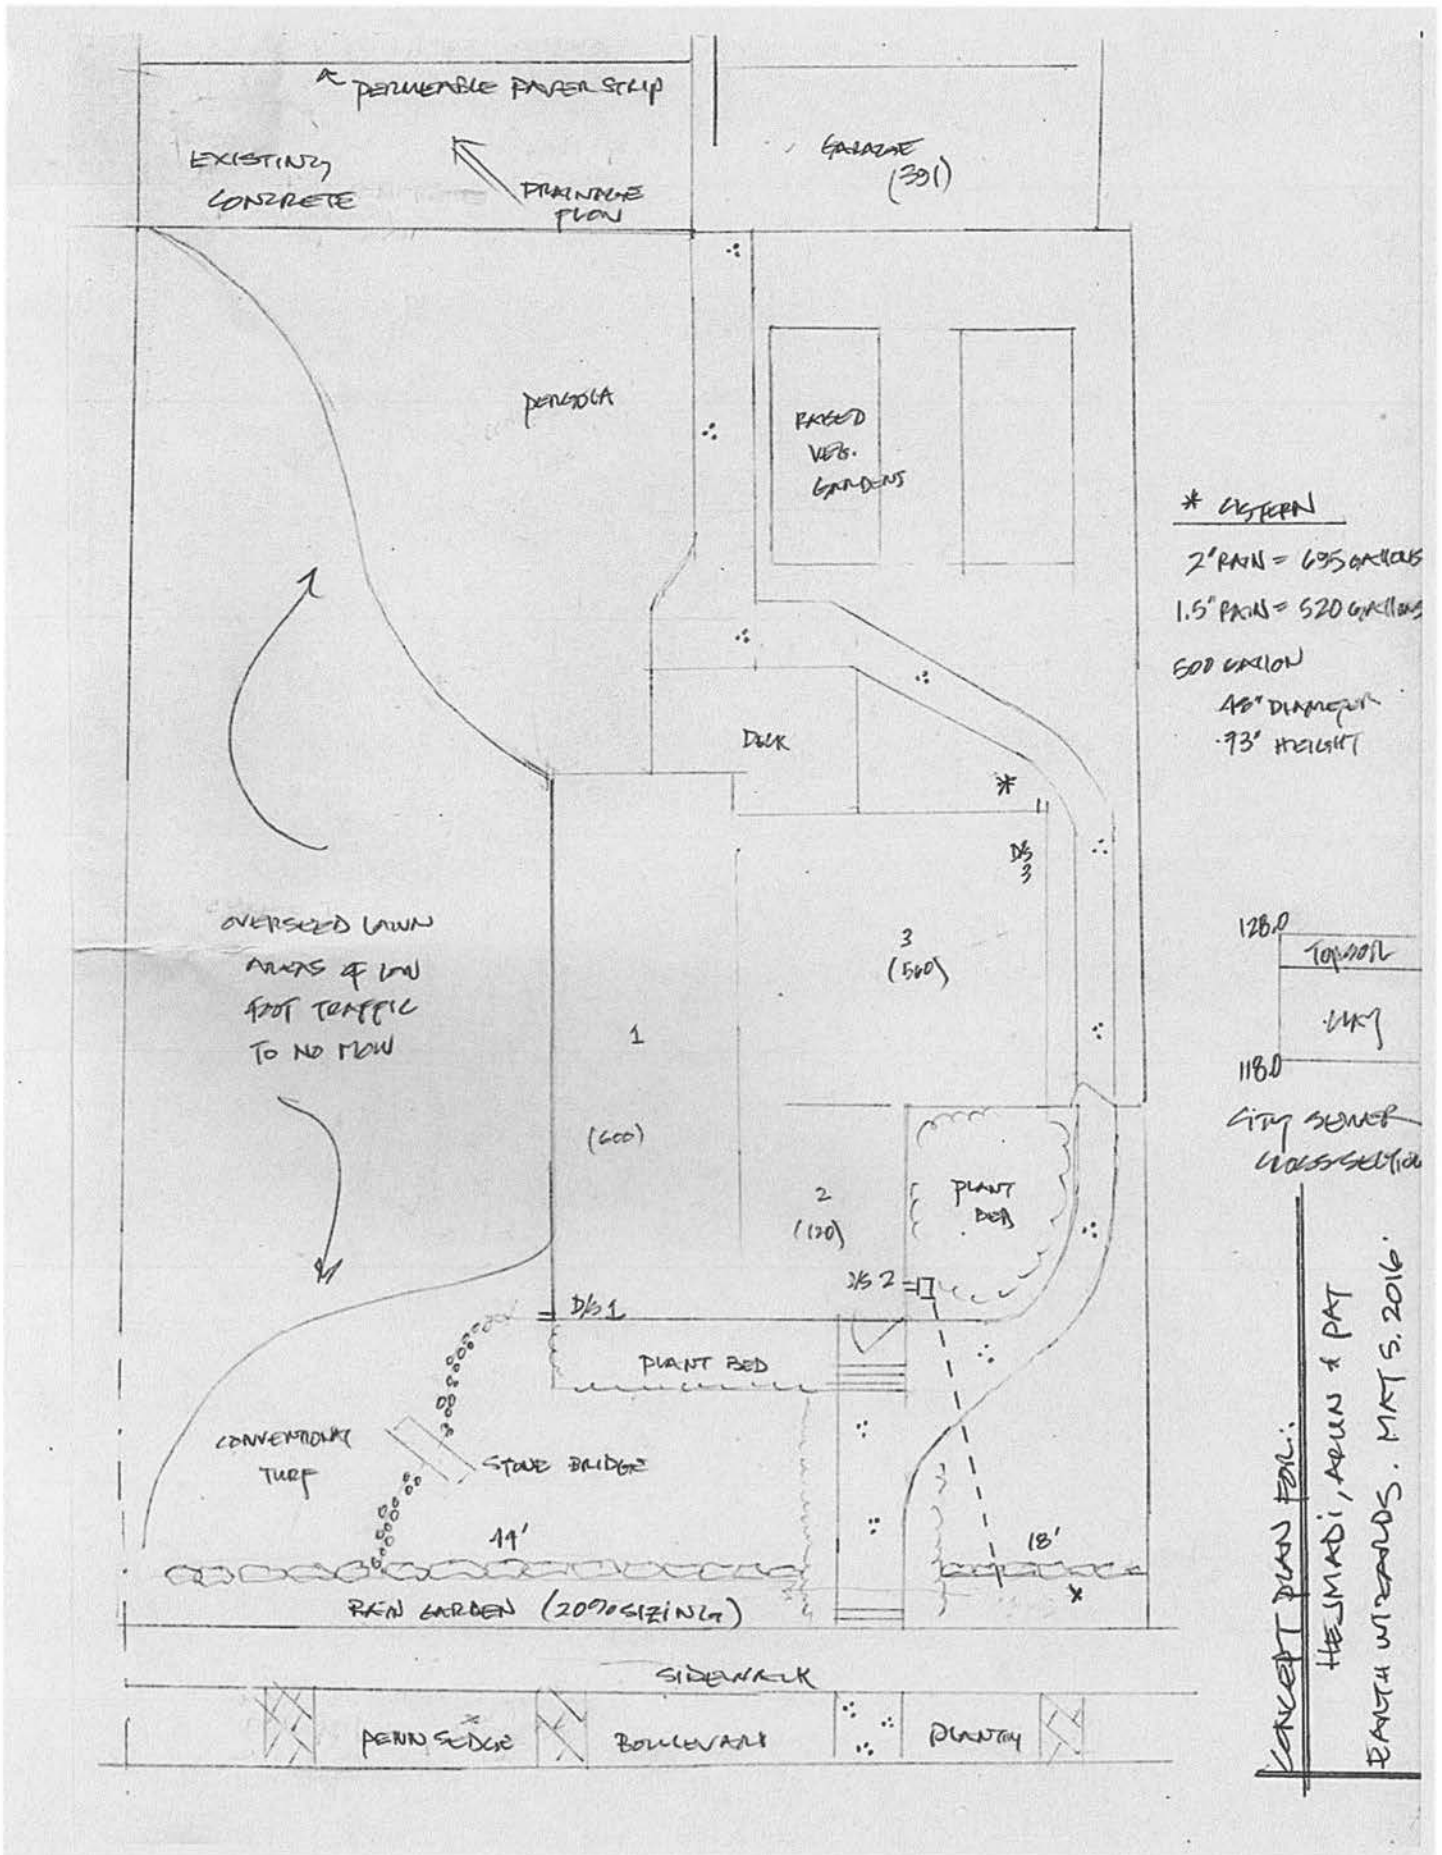 PERMEABLE PAVER STRIP
EXISTING
CONCRETE
DRAINAGE
FLOW
GARAGE
(391)
PERGOLA
RAISED
VEG.
GARDENS
* CISTERN
2" RAIN = 695 GALLONS
1.5" RAIN = 520 GALLONS
500 GALLON
48" DIAMETER
HEIGHT
DECK
*
D/S
3
3
(560)
OVERSEED LAWN
AREAS OF LOW
FOOT TRAFFIC
TO NO MOW
1
(600)
128.0
TOPSOIL
CLAY
118.0
CITY SEWER
CROSS SECTION
PLANT
BED
2
(120)
D/S 2
D/S 1
PLANT BED
CONVENTIONAL
TURF
STONE BRIDGE
44'
18'
RAIN GARDEN (20% SIZING)
x
SIDEWALK
PENN SEDGE
BOULEVARD
PLANTING
CONCEPT PLAN FOR:
HEJMADI, ARUN & PAT
EARTH WIZARDS. MAY 5. 2016.